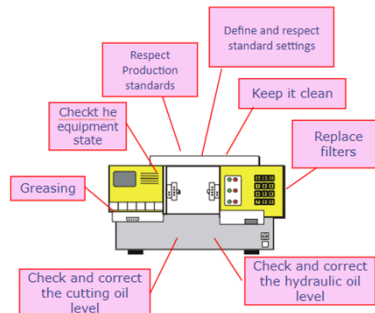 Define and respect
standard settings
Respect
Production
standards
Keep it clean
Checkt he
equipment
state
Replace
filters
Greasing
Check and correct
the cutting oil
level
Check and correct
the hydraulic oil
level